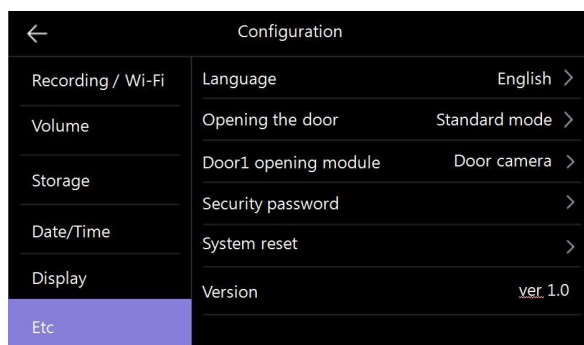 Configuration
Recording / Wi-Fi
Volume
Storage
Date/Time
Display
Etc
Language English
Opening the door Standard mode
Door1 opening module Door camera
Security password
System reset
Version ver 1.0